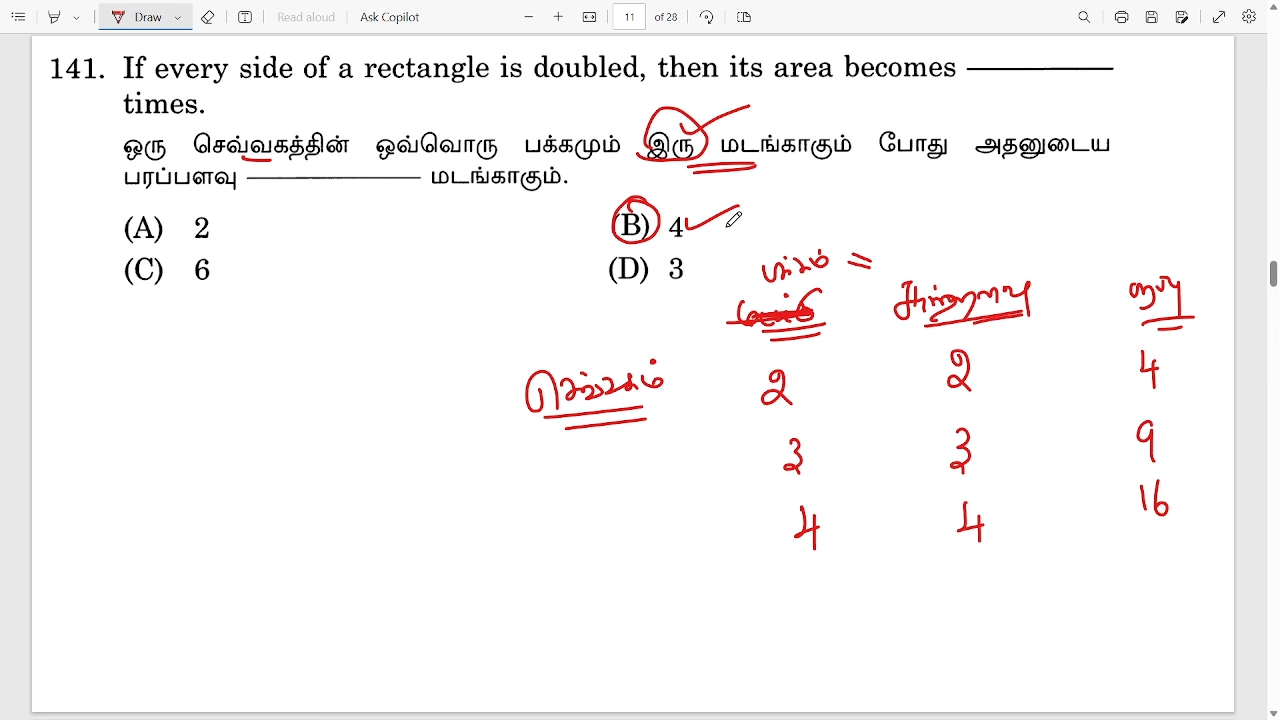 Draw
Read aloud
Ask Copilot
11 of 28
141. If every side of a rectangle is doubled, then its area becomes ————
times.
ஒரு செவ்வகத்தின் ஒவ்வொரு பக்கமும் இரு மடங்காகும் போது அதனுடைய
பரப்பளவு ———— மடங்காகும்.
(A) 2 (B) 4
(C) 6 (D) 3
பக்கம் =
சுற்றளவு பரப்பு
செவ்வகம் 2 2 4
3 3 9
4 4 16